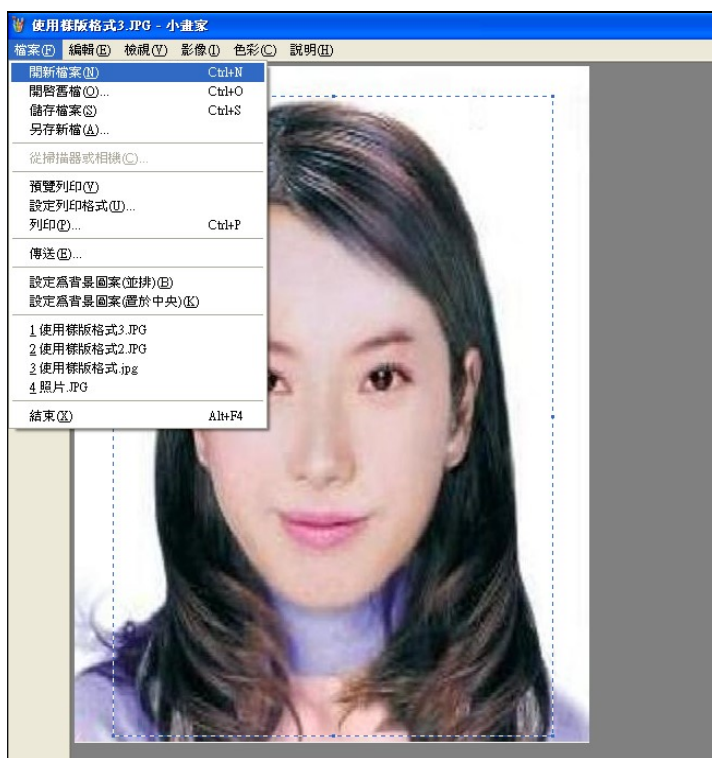 使用樣版格式3.JPG - 小畫家
檔案(F) 編輯(E) 檢視(V) 影像(I) 色彩(C) 說明(H)
開新檔案(N) Ctrl+N
開啓舊檔(O)... Ctrl+O
儲存檔案(S) Ctrl+S
另存新檔(A)...
從掃描器或相機(C)...
預覽列印(V)
設定列印格式(U)...
列印(P)... Ctrl+P
傳送(E)...
設定爲背景圖案(並排)(B)
設定爲背景圖案(置於中央)(K)
1 使用樣版格式3.JPG
2 使用樣版格式2.JPG
3 使用樣版格式.jpg
4 照片.JPG
結束(X) Alt+F4